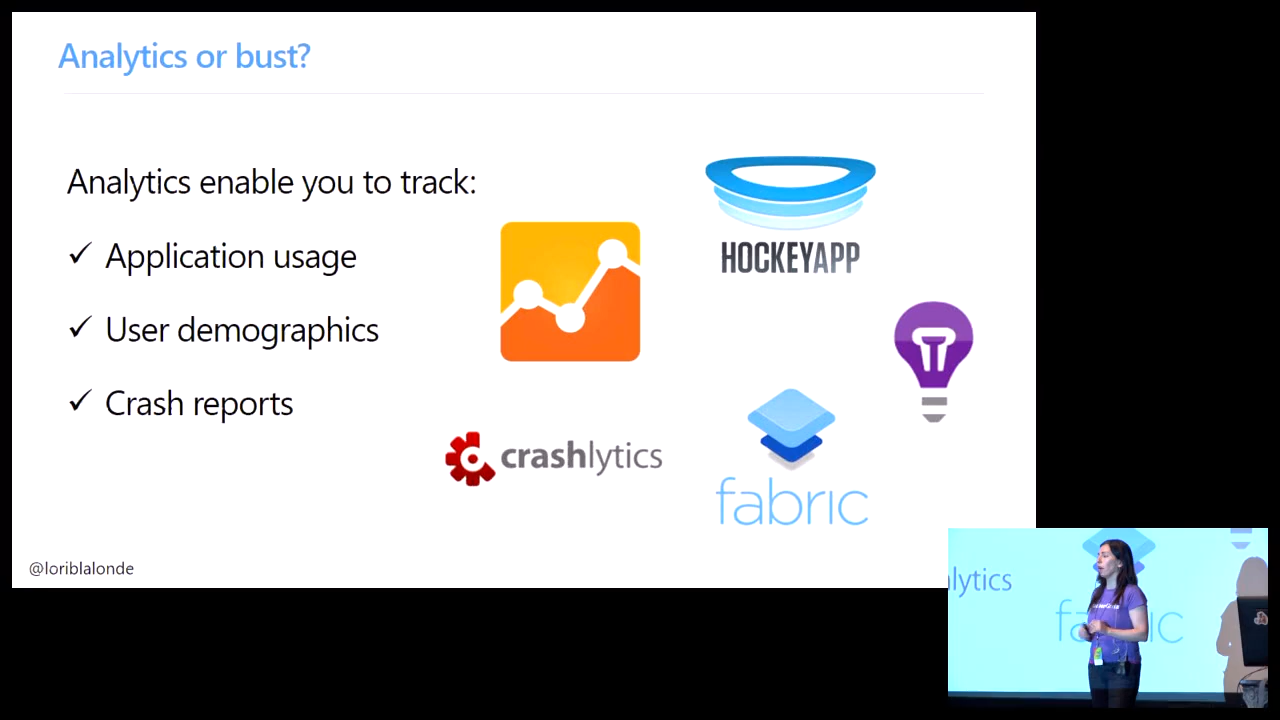 Analytics or bust?
Analytics enable you to track:
✓ Application usage
✓ User demographics
✓ Crash reports
HOCKEYAPP
crashlytics
fabric
@loriblalonde
lytics
fabric